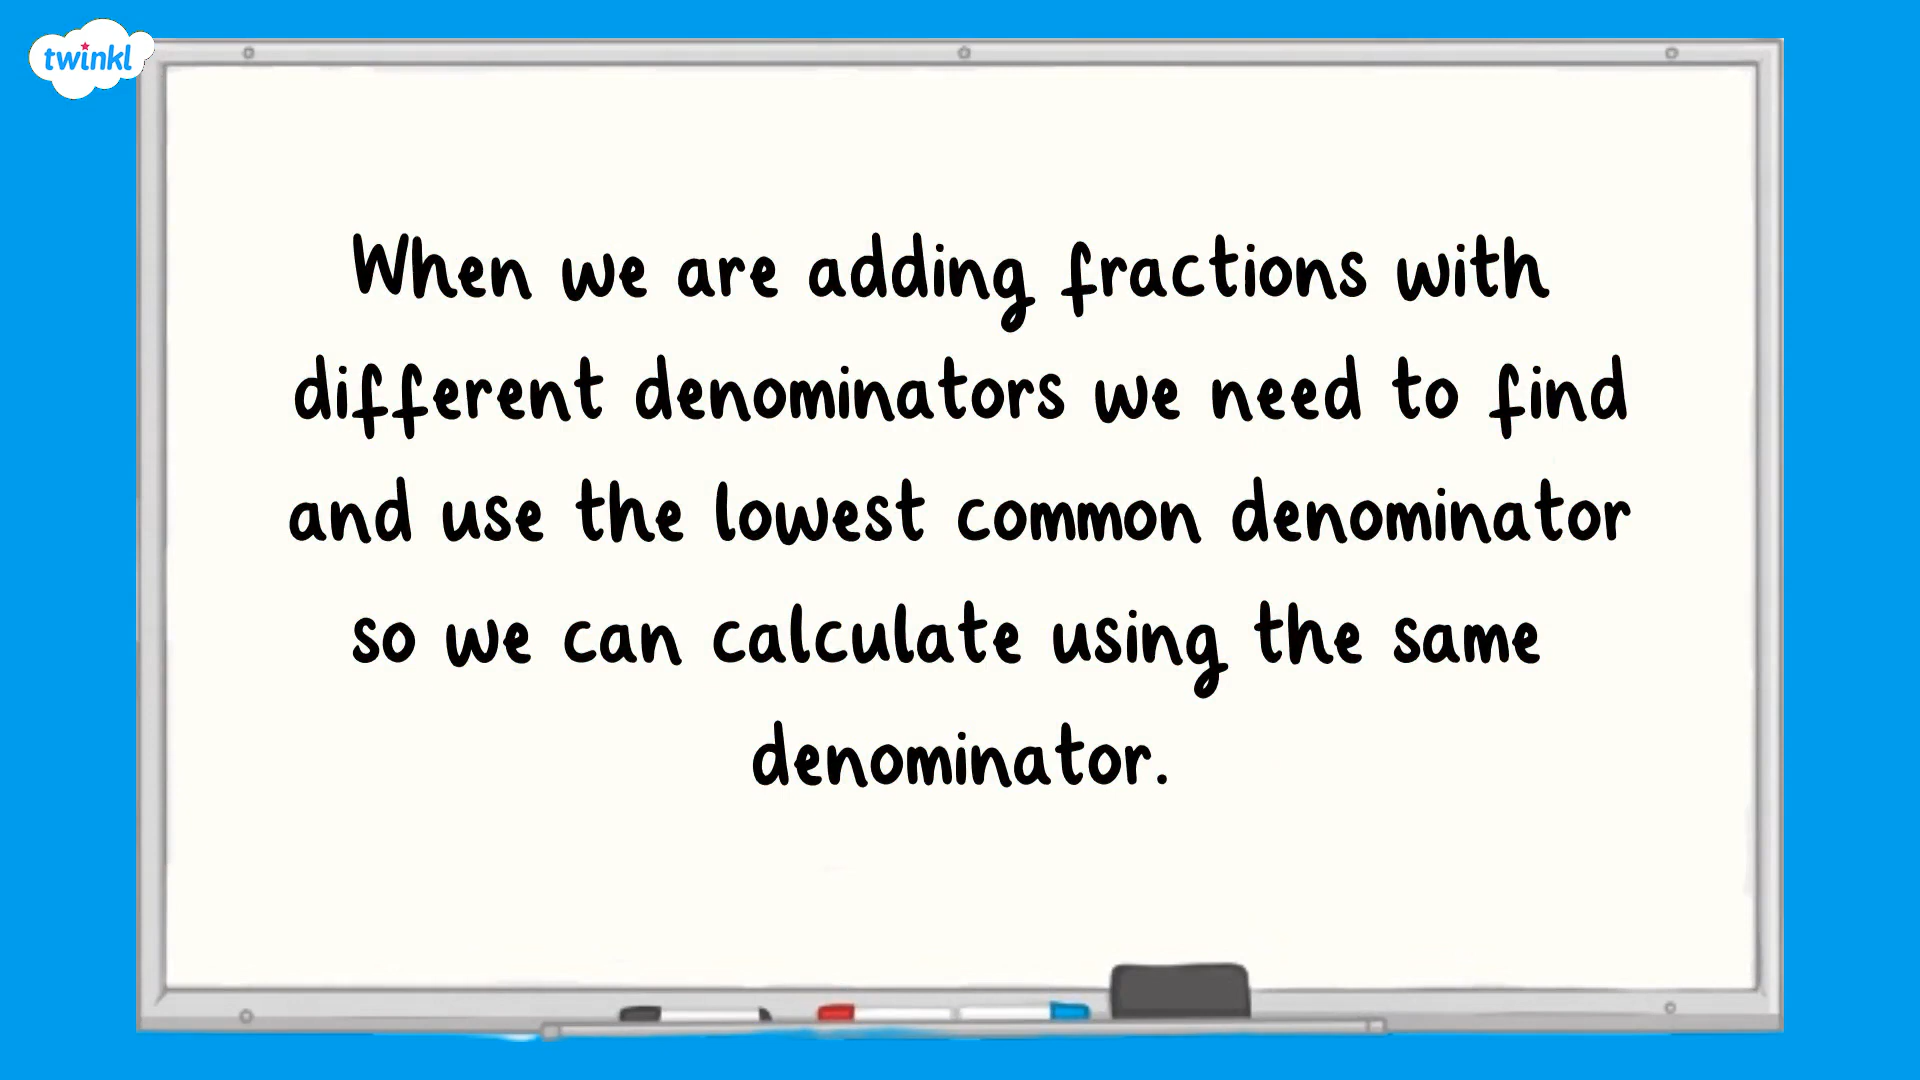 twinkl
When we are adding fractions with
different denominators we need to find
and use the lowest common denominator
so we can calculate using the same
denominator.